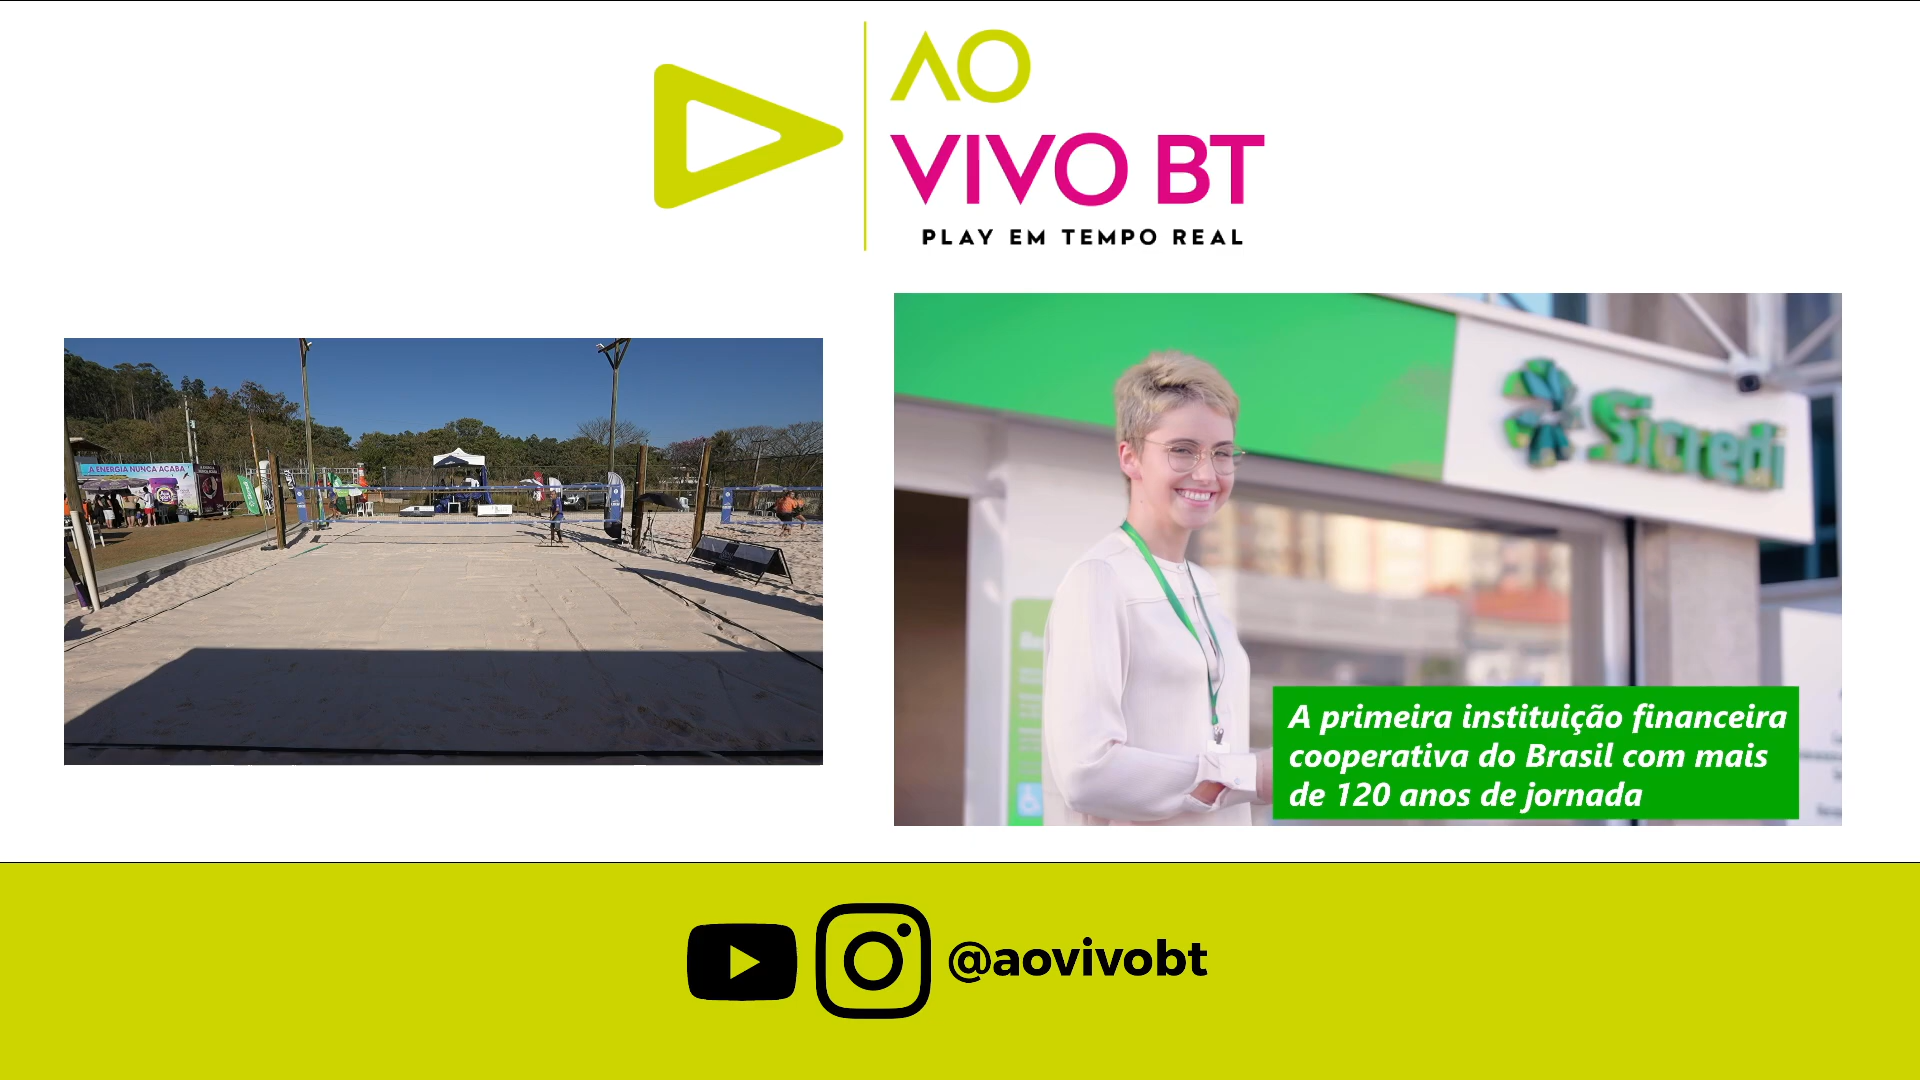 AO
VIVO BT
PLAY EM TEMPO REAL
A ENERGIA NUNCA ACABA
Sicredi
A primeira instituição financeira
cooperativa do Brasil com mais
de 120 anos de jornada
@aovivobt